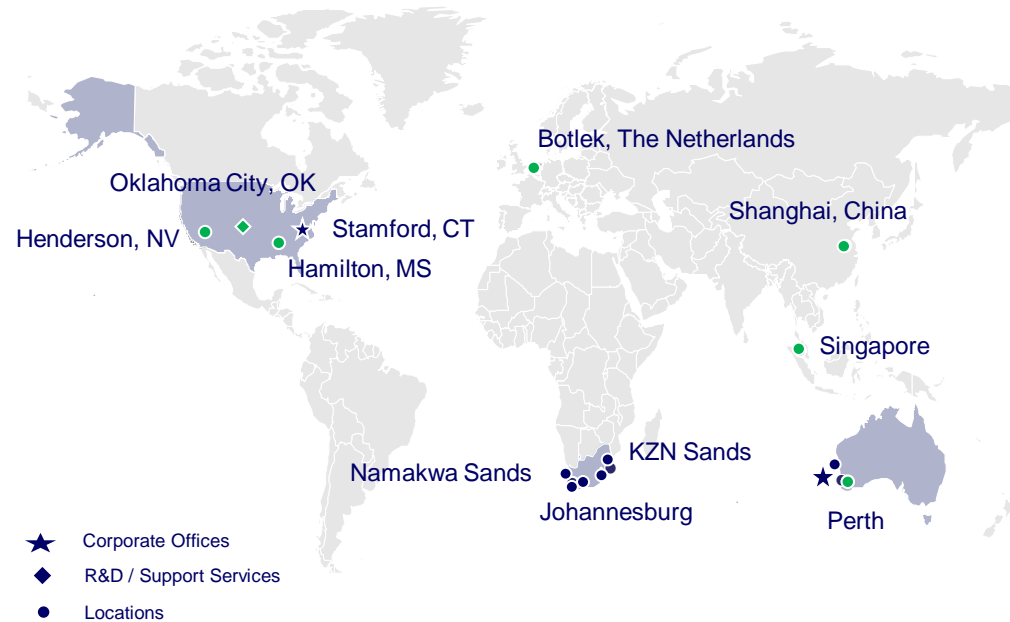 Botlek, The Netherlands
Oklahoma City, OK
Shanghai, China
Henderson, NV
Stamford, CT
Hamilton, MS
Singapore
KZN Sands
Namakwa Sands
Johannesburg
Perth
Corporate Offices
R&D / Support Services
Locations